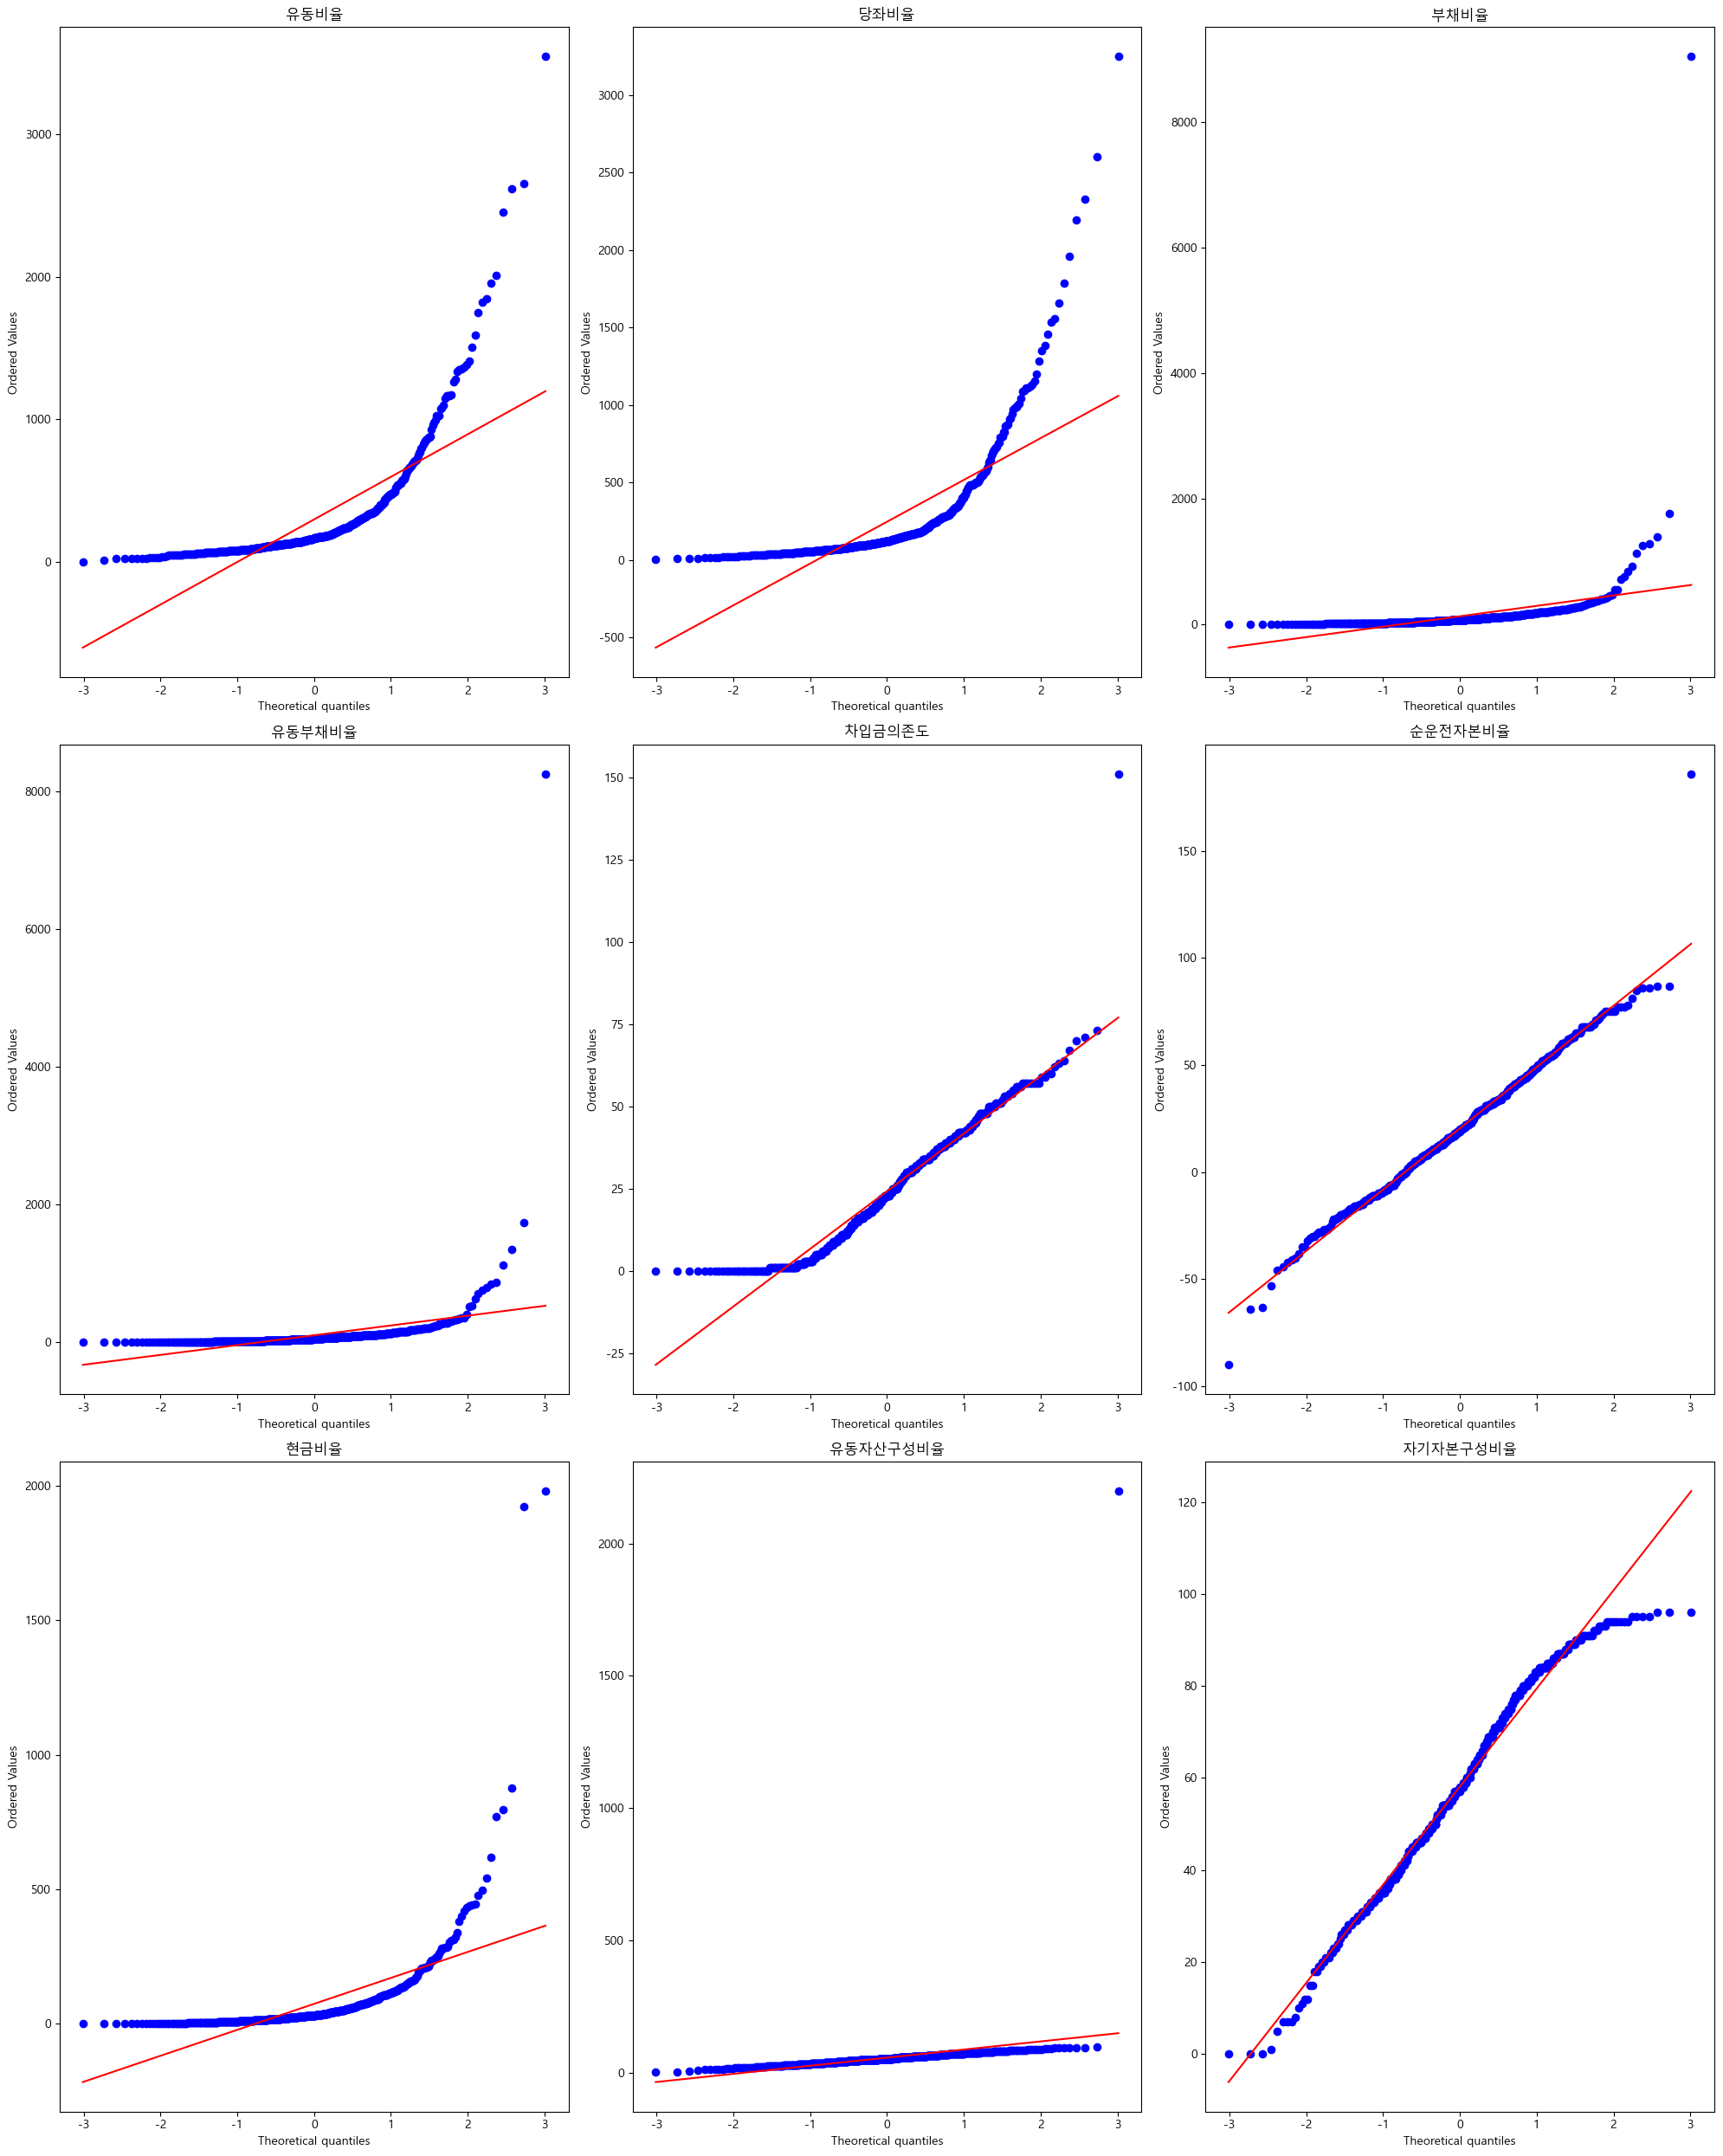 유동비율
당좌비율
부채비율
3000
2000
1000
0
Ordered Values
-3 -2 -1 0 1 2 3
Theoretical quantiles
3000
2500
2000
1500
1000
500
0
-500
Ordered Values
-3 -2 -1 0 1 2 3
Theoretical quantiles
8000
6000
4000
2000
0
Ordered Values
-3 -2 -1 0 1 2 3
Theoretical quantiles
유동부채비율
차입금의존도
순운전자본비율
8000
6000
4000
2000
0
Ordered Values
-3 -2 -1 0 1 2 3
Theoretical quantiles
150
125
100
75
50
25
0
-25
Ordered Values
-3 -2 -1 0 1 2 3
Theoretical quantiles
150
100
50
0
-50
-100
Ordered Values
-3 -2 -1 0 1 2 3
Theoretical quantiles
현금비율
유동자산구성비율
자기자본구성비율
2000
1500
1000
500
0
Ordered Values
-3 -2 -1 0 1 2 3
Theoretical quantiles
2000
1500
1000
500
0
Ordered Values
-3 -2 -1 0 1 2 3
Theoretical quantiles
120
100
80
60
40
20
0
Ordered Values
-3 -2 -1 0 1 2 3
Theoretical quantiles